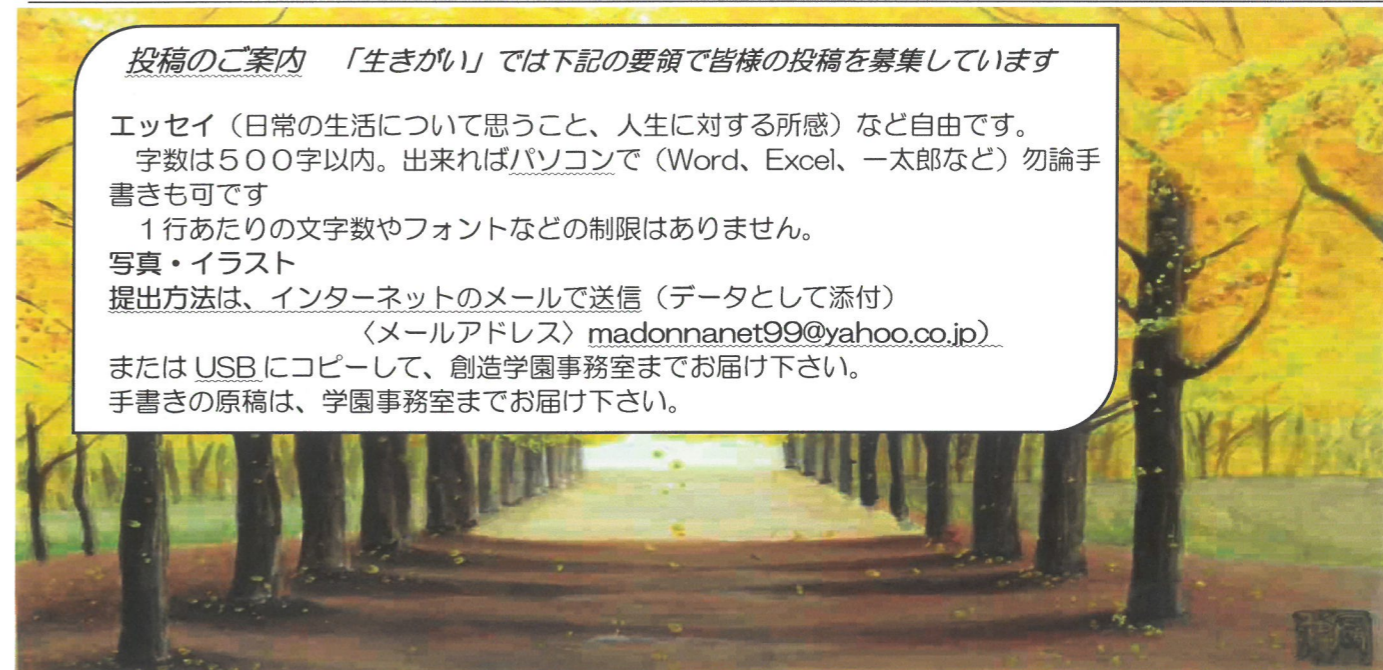 投稿のご案内　「生きがい」では下記の要領で皆様の投稿を募集しています
エッセイ（日常の生活について思うこと、人生に対する所感）など自由です。
　字数は５００字以内。出来ればパソコンで（Word、Excel、一太郎など）勿論手
書きも可です
　１行あたりの文字数やフォントなどの制限はありません。
写真・イラスト
提出方法は、インターネットのメールで送信（データとして添付）
〈メールアドレス〉madonnanet99@yahoo.co.jp）
または USB にコピーして、創造学園事務室までお届け下さい。
手書きの原稿は、学園事務室までお届け下さい。